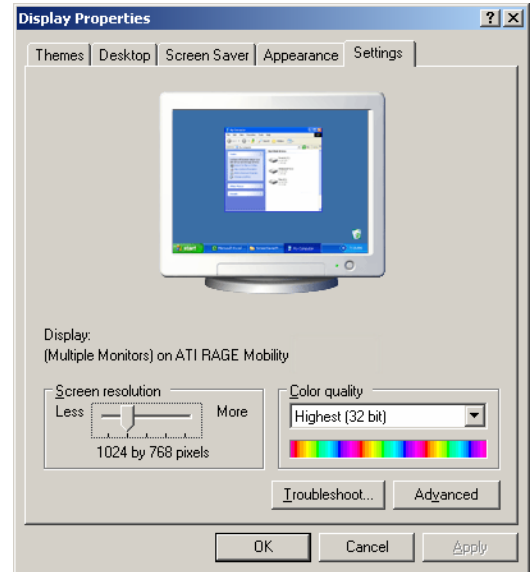 Display Properties
Themes Desktop Screen Saver Appearance Settings
start
Display:
(Multiple Monitors) on ATI RAGE Mobility
Screen resolution
Less More
1024 by 768 pixels
Color quality
Highest (32 bit)
Troubleshoot... Advanced
OK Cancel Apply